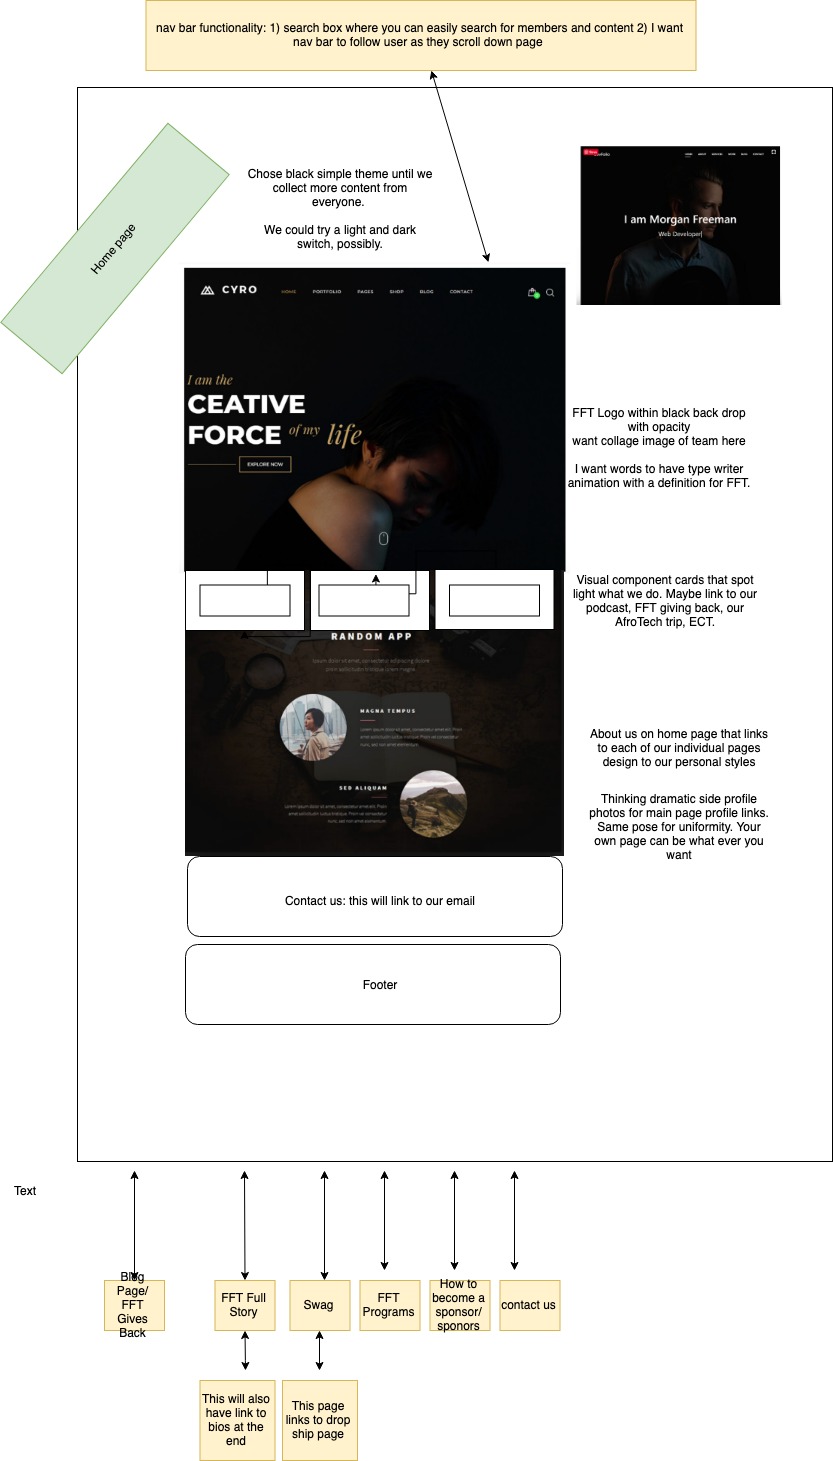 nav bar functionality: 1) search box where you can easily search for members and content 2) I want
nav bar to follow user as they scroll down page
Home page
Chose black simple theme until we
collect more content from
everyone.
We could try a light and dark
switch, possibly.
HOME ABOUT SERVICES WORK BLOG CONTACT
I am Morgan Freeman
Web Developer|
CYRO
HOME PORTFOLIO PAGES SHOP BLOG CONTACT
I am the
CEATIVE
FORCE of my life
EXPLORE NOW
FFT Logo within black back drop
with opacity
want collage image of team here
I want words to have type writer
animation with a definition for FFT.
Visual component cards that spot
light what we do. Maybe link to our
podcast, FFT giving back, our
AfroTech trip, ECT.
RANDOM APP
MAGNA TEMPUS
SED ALIQUAN
About us on home page that links
to each of our individual pages
design to our personal styles
Thinking dramatic side profile
photos for main page profile links.
Same pose for uniformity. Your
own page can be what ever you
want
Contact us: this will link to our email
Footer
Text
Blog
Page/
FFT
Gives
Back
FFT Full
Story
Swag
FFT
Programs
How to
become a
sponsor/
sponors
contact us
This will also
have link to
bios at the
end
This page
links to drop
ship page